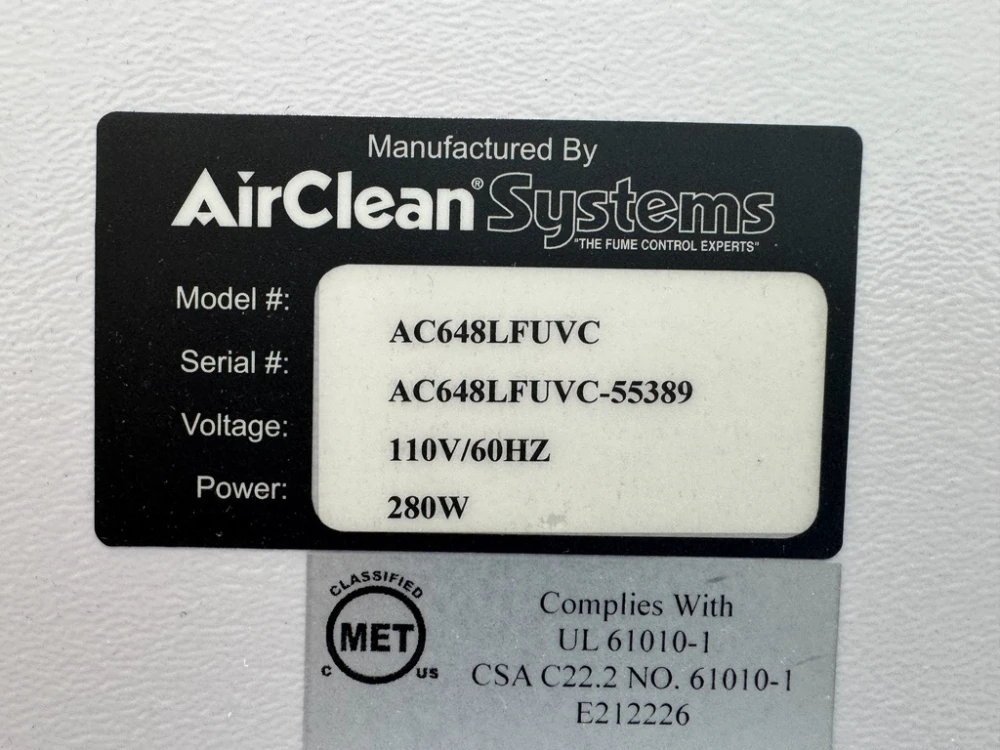 Manufactured By
AirClean® Systems
"THE FUME CONTROL EXPERTS"
Model #: AC648LFUVC
Serial #: AC648LFUVC-55389
Voltage: 110V/60HZ
Power: 280W
CLASSIFIED
MET
C US
Complies With
UL 61010-1
CSA C22.2 NO. 61010-1
E212226